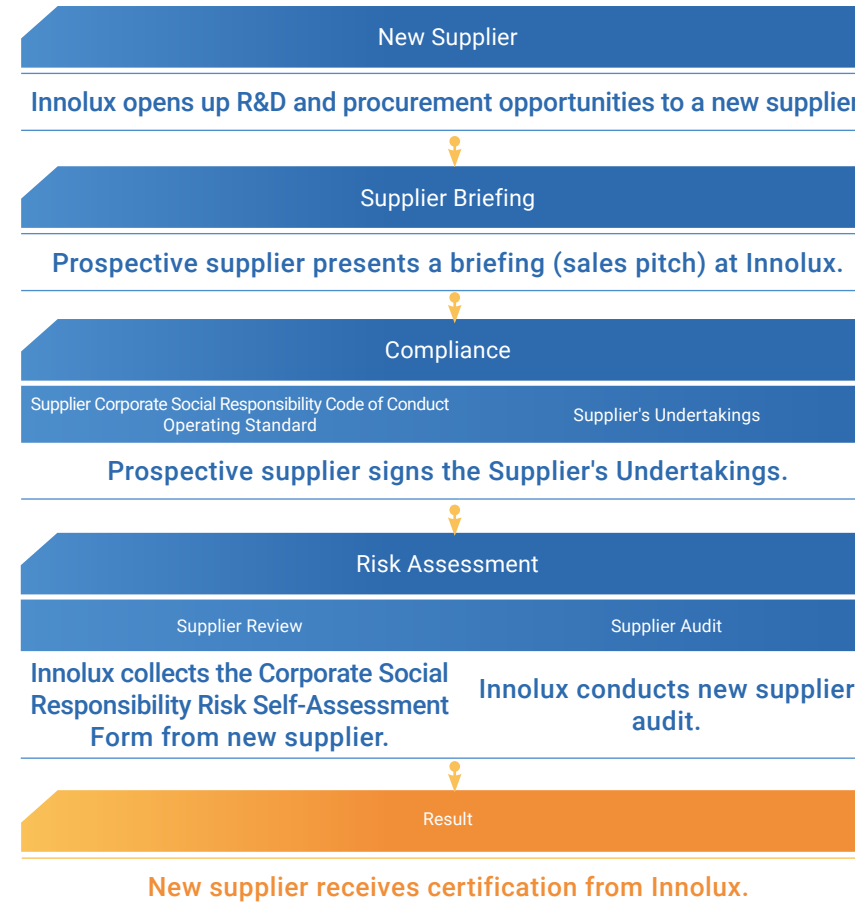 New Supplier
Innolux opens up R&D and procurement opportunities to a new supplier
Supplier Briefing
Prospective supplier presents a briefing (sales pitch) at Innolux.
Compliance
Supplier Corporate Social Responsibility Code of Conduct
Operating Standard
Supplier's Undertakings
Prospective supplier signs the Supplier's Undertakings.
Risk Assessment
Supplier Review
Supplier Audit
Innolux collects the Corporate Social
Responsibility Risk Self-Assessment
Form from new supplier.
Innolux conducts new supplier
audit.
Result
New supplier receives certification from Innolux.